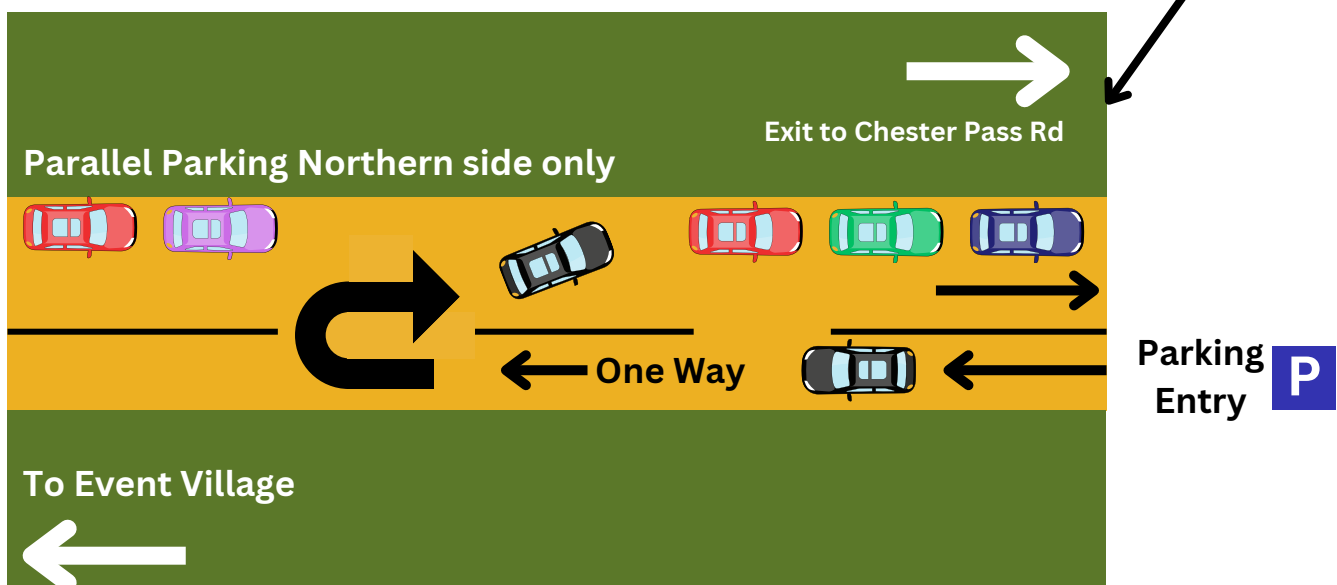 Exit to Chester Pass Rd
Parallel Parking Northern side only
One Way
Parking
Entry
P
To Event Village